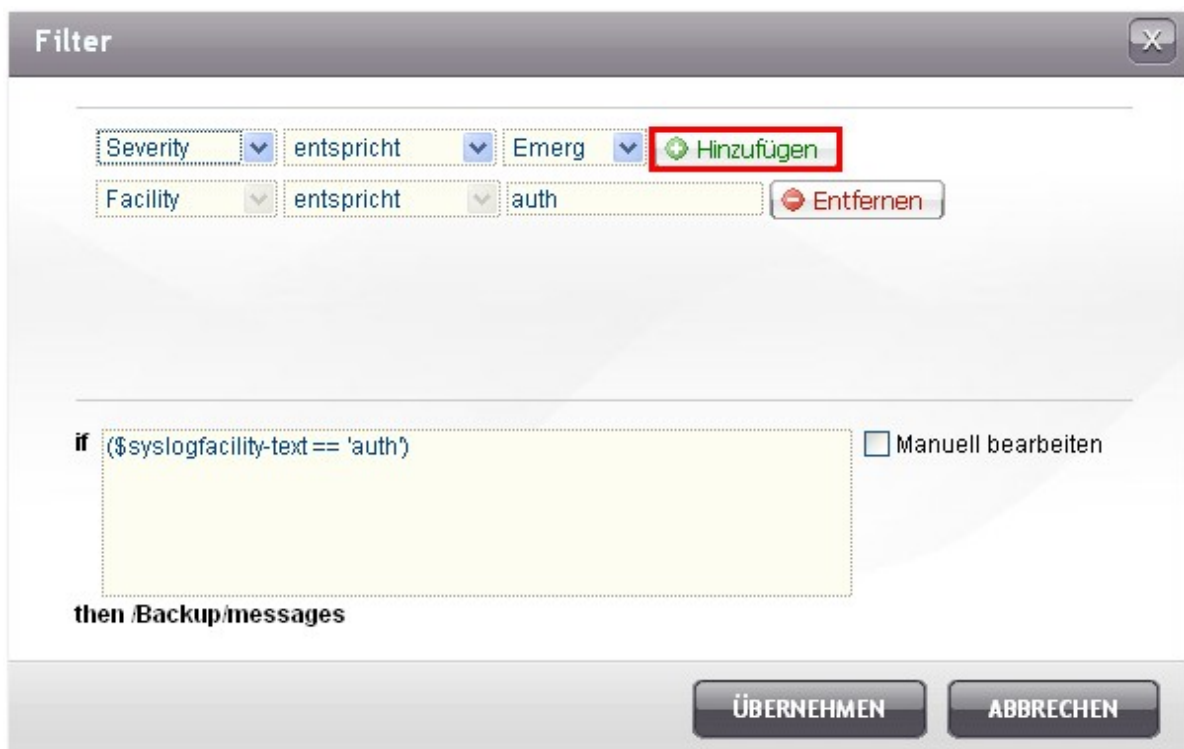 Filter X
Severity entspricht Emerg Hinzufügen
Facility entspricht auth Entfernen
if ($syslogfacility-text == 'auth') Manuell bearbeiten
then /Backup/messages
ÜBERNEHMEN ABBRECHEN